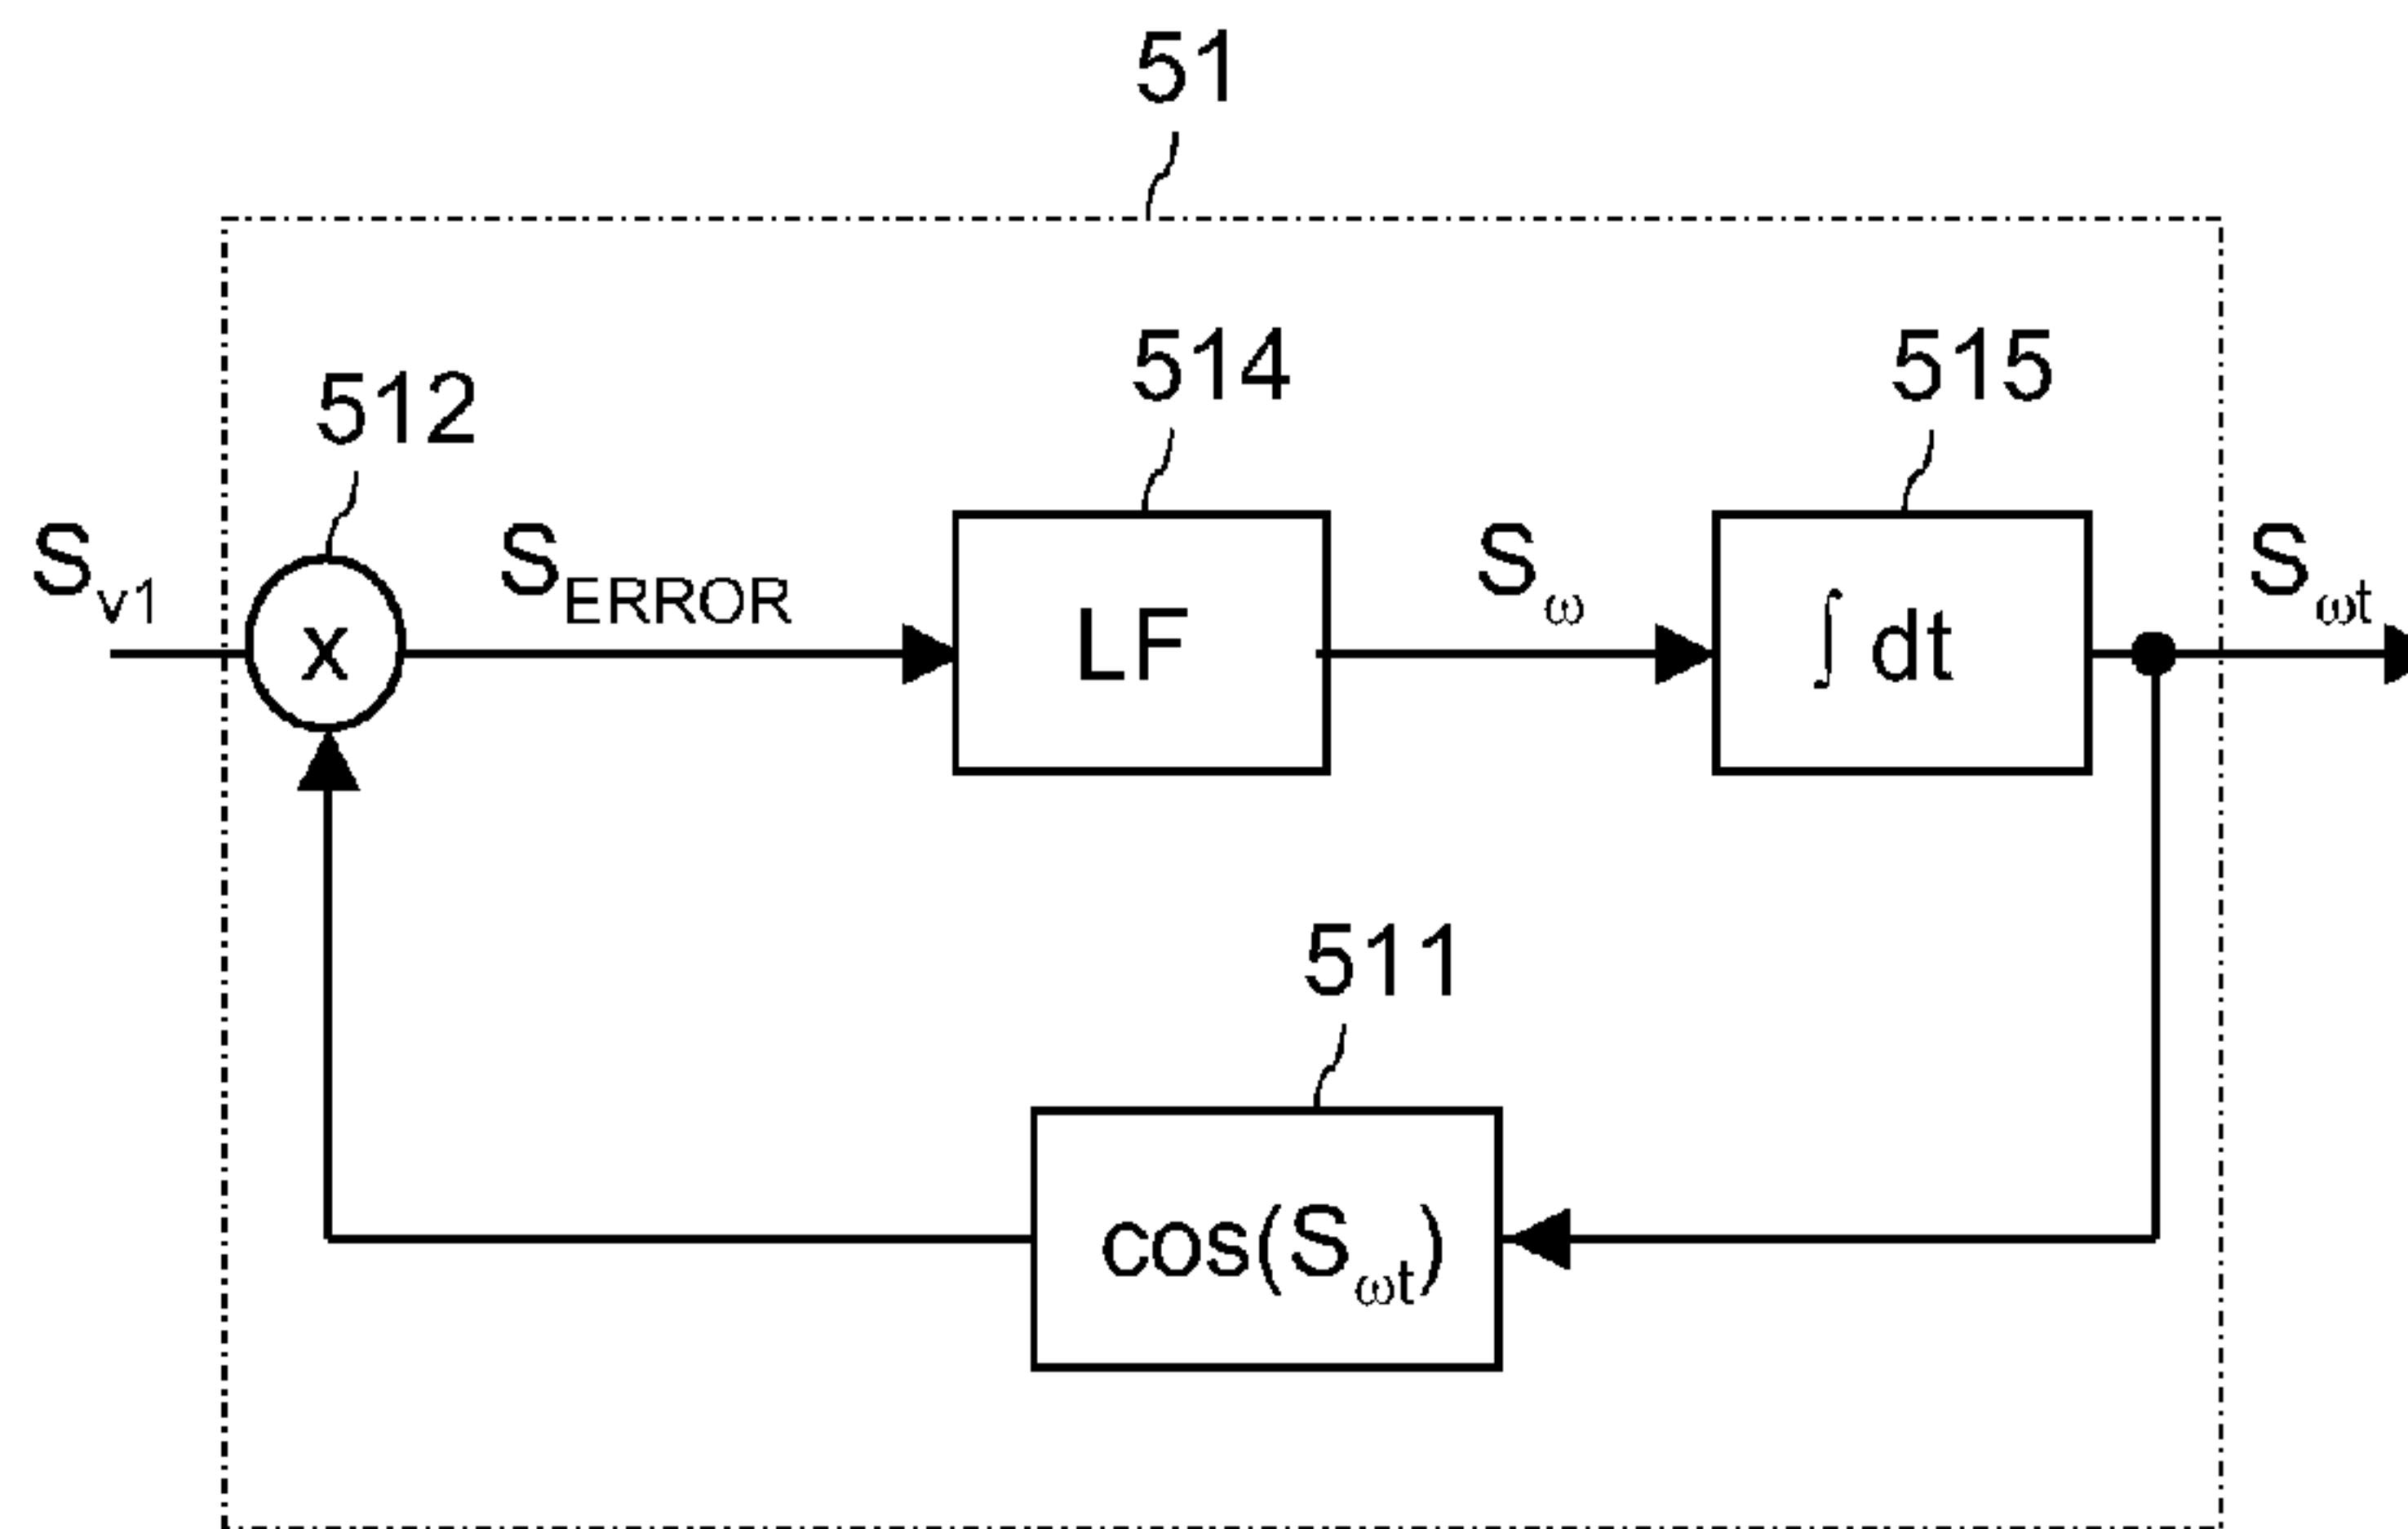 51
512
514
515
S_v1
S_ERROR
S_ω
S_ωt
x
LF
∫ dt
511
cos(S_ωt)